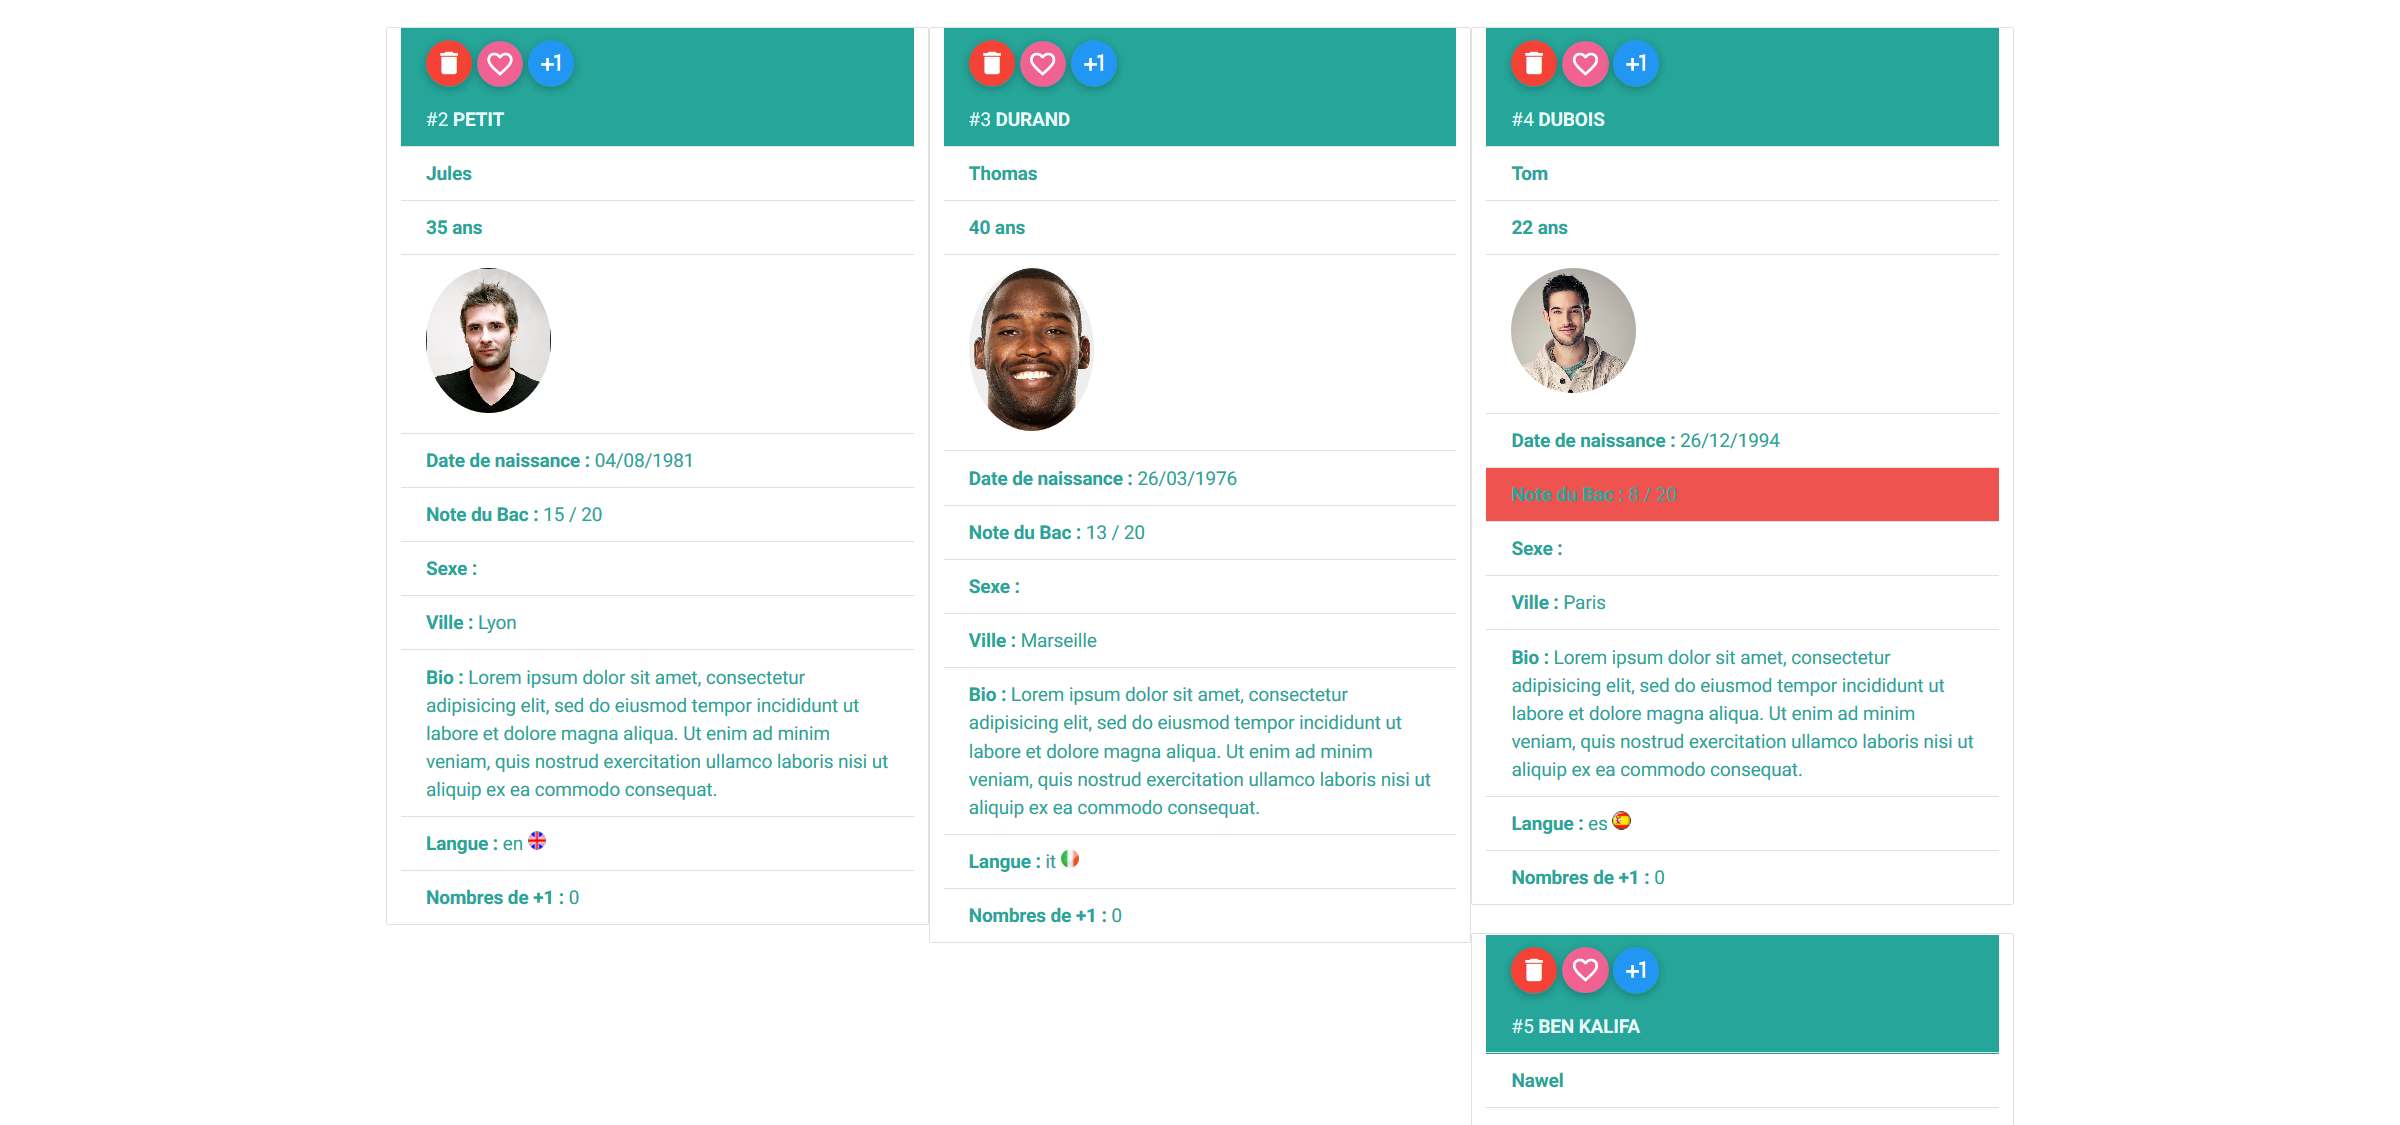 +1
#2 PETIT
Jules
35 ans
Date de naissance : 04/08/1981
Note du Bac : 15 / 20
Sexe :
Ville : Lyon
Bio : Lorem ipsum dolor sit amet, consectetur
adipisicing elit, sed do eiusmod tempor incididunt ut
labore et dolore magna aliqua. Ut enim ad minim
veniam, quis nostrud exercitation ullamco laboris nisi ut
aliquip ex ea commodo consequat.
Langue : en
Nombres de +1 : 0
+1
#3 DURAND
Thomas
40 ans
Date de naissance : 26/03/1976
Note du Bac : 13 / 20
Sexe :
Ville : Marseille
Bio : Lorem ipsum dolor sit amet, consectetur
adipisicing elit, sed do eiusmod tempor incididunt ut
labore et dolore magna aliqua. Ut enim ad minim
veniam, quis nostrud exercitation ullamco laboris nisi ut
aliquip ex ea commodo consequat.
Langue : it
Nombres de +1 : 0
+1
#4 DUBOIS
Tom
22 ans
Date de naissance : 26/12/1994
Note du Bac : 8 / 20
Sexe :
Ville : Paris
Bio : Lorem ipsum dolor sit amet, consectetur
adipisicing elit, sed do eiusmod tempor incididunt ut
labore et dolore magna aliqua. Ut enim ad minim
veniam, quis nostrud exercitation ullamco laboris nisi ut
aliquip ex ea commodo consequat.
Langue : es
Nombres de +1 : 0
+1
#5 BEN KALIFA
Nawel